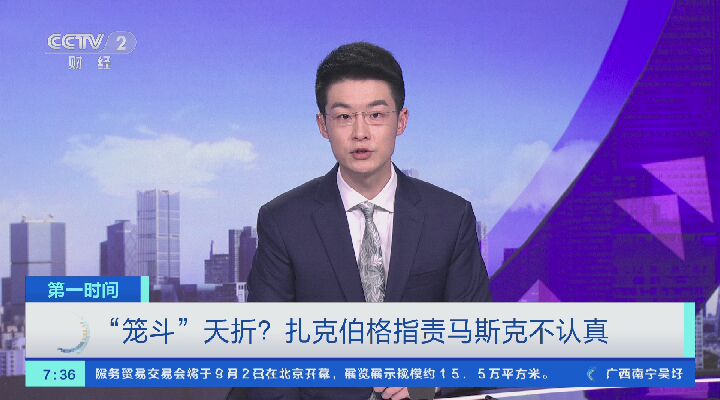 CCTV 2
财 经
第一时间
“笼斗”夭折？扎克伯格指责马斯克不认真
7:36 服务贸易交易会将于9月2日在北京开幕，展览展示规模约15．5万平方米。 广西南宁吴圩